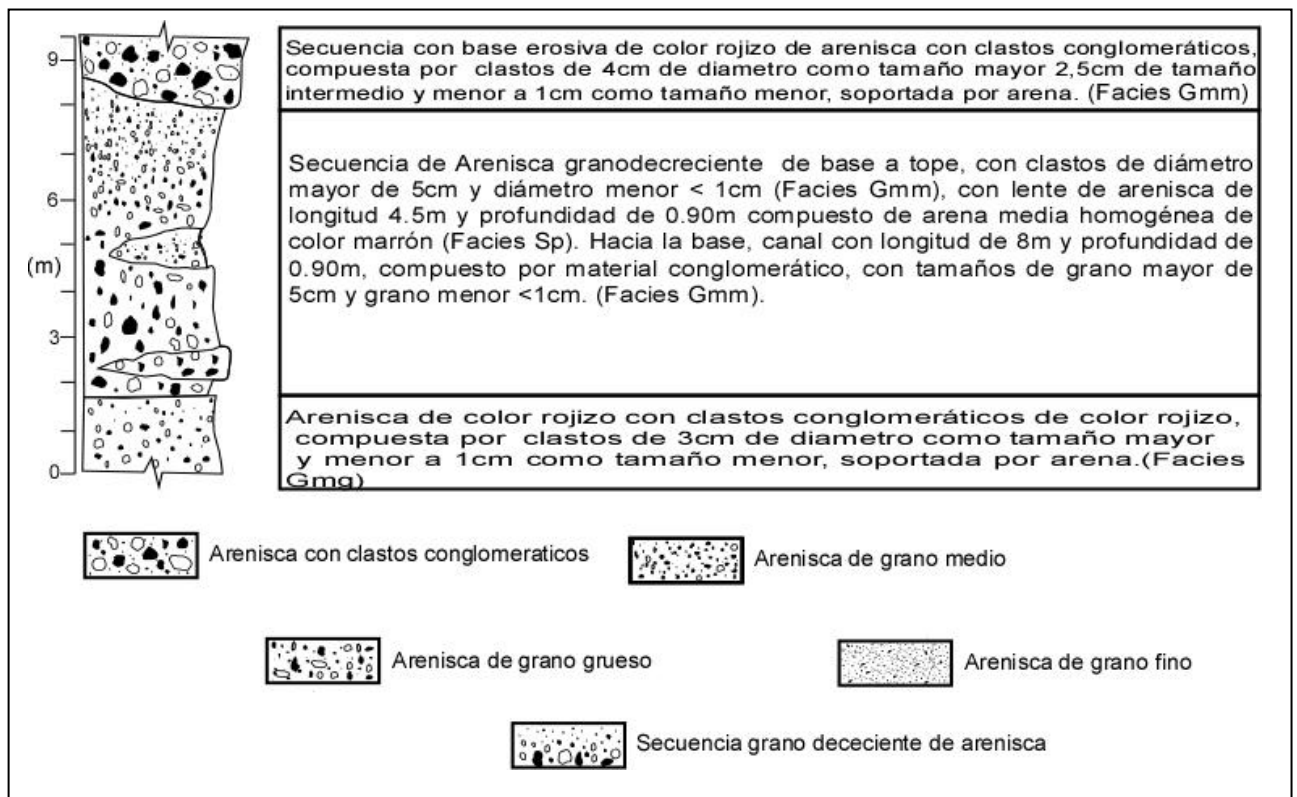 9
6
(m)
3
0
Secuencia con base erosiva de color rojizo de arenisca con clastos conglomeráticos,
compuesta por clastos de 4cm de diametro como tamaño mayor 2,5cm de tamaño
intermedio y menor a 1cm como tamaño menor, soportada por arena. (Facies Gmm)
Secuencia de Arenisca granodecreciente de base a tope, con clastos de diámetro
mayor de 5cm y diámetro menor < 1cm (Facies Gmm), con lente de arenisca de
longitud 4.5m y profundidad de 0.90m compuesto de arena media homogénea de
color marrón (Facies Sp). Hacia la base, canal con longitud de 8m y profundidad de
0.90m, compuesto por material conglomerático, con tamaños de grano mayor de
5cm y grano menor <1cm. (Facies Gmm).
Arenisca de color rojizo con clastos conglomeráticos de color rojizo,
compuesta por clastos de 3cm de diametro como tamaño mayor
y menor a 1cm como tamaño menor, soportada por arena.(Facies
Gmg)
Arenisca con clastos conglomeraticos
Arenisca de grano medio
Arenisca de grano grueso
Arenisca de grano fino
Secuencia grano dececiente de arenisca